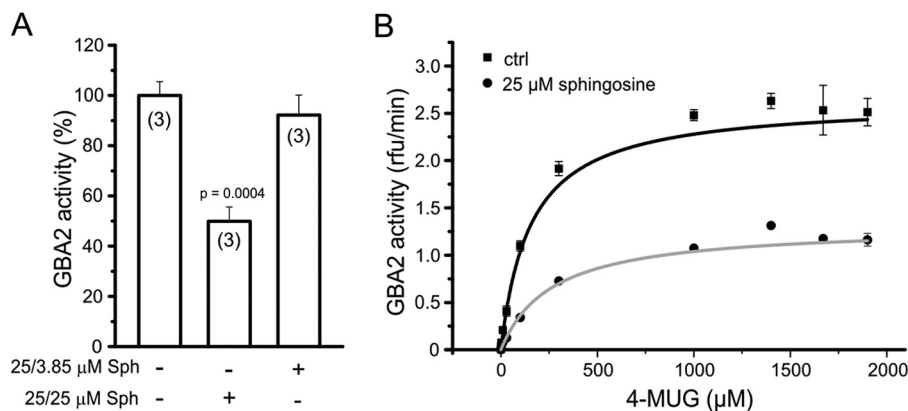 A
GBA2 activity (%)
120
100
80
60
40
20
0
(3)
p = 0.0004
(3)
(3)
25/3.85 µM Sph - - +
25/25 µM Sph - + -
B
GBA2 activity (rfu/min)
ctrl
25 µM sphingosine
3.0
2.5
2.0
1.5
1.0
0.5
0
0 500 1000 1500 2000
4-MUG (µM)